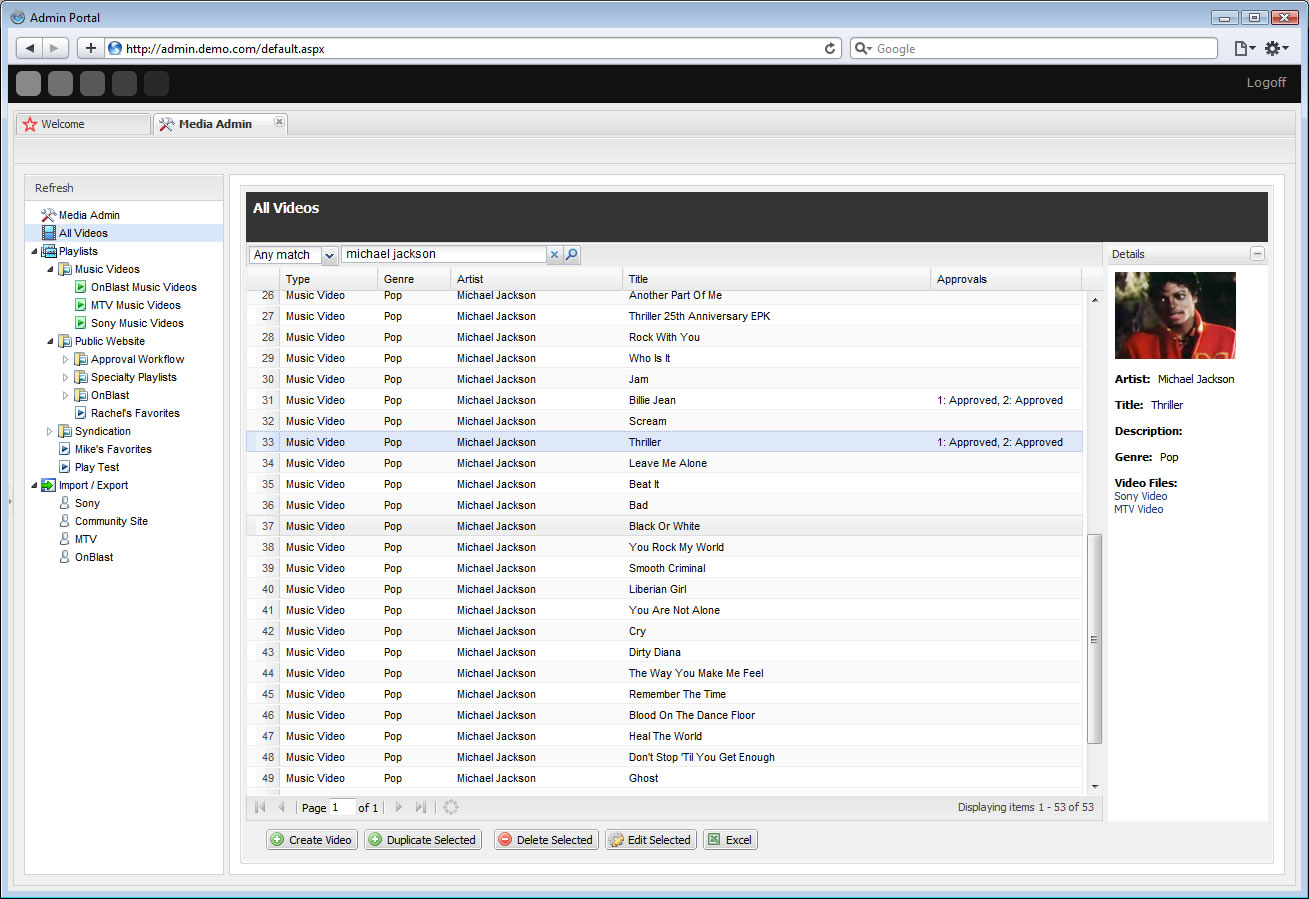 Admin Portal
http://admin.demo.com/default.aspx
Google
Logoff
Welcome
Media Admin
Refresh
Media Admin
All Videos
Playlists
Music Videos
OnBlast Music Videos
MTV Music Videos
Sony Music Videos
Public Website
Approval Workflow
Specialty Playlists
OnBlast
Rachel's Favorites
Syndication
Mike's Favorites
Play Test
Import / Export
Sony
Community Site
MTV
OnBlast
All Videos
Any match michael jackson
Type Genre Artist Title Approvals
26 Music Video Pop Michael Jackson Another Part Of Me
27 Music Video Pop Michael Jackson Thriller 25th Anniversary EPK
28 Music Video Pop Michael Jackson Rock With You
29 Music Video Pop Michael Jackson Who Is It
30 Music Video Pop Michael Jackson Jam
31 Music Video Pop Michael Jackson Billie Jean 1: Approved, 2: Approved
32 Music Video Pop Michael Jackson Scream
33 Music Video Pop Michael Jackson Thriller 1: Approved, 2: Approved
34 Music Video Pop Michael Jackson Leave Me Alone
35 Music Video Pop Michael Jackson Beat It
36 Music Video Pop Michael Jackson Bad
37 Music Video Pop Michael Jackson Black Or White
38 Music Video Pop Michael Jackson You Rock My World
39 Music Video Pop Michael Jackson Smooth Criminal
40 Music Video Pop Michael Jackson Liberian Girl
41 Music Video Pop Michael Jackson You Are Not Alone
42 Music Video Pop Michael Jackson Cry
43 Music Video Pop Michael Jackson Dirty Diana
44 Music Video Pop Michael Jackson The Way You Make Me Feel
45 Music Video Pop Michael Jackson Remember The Time
46 Music Video Pop Michael Jackson Blood On The Dance Floor
47 Music Video Pop Michael Jackson Heal The World
48 Music Video Pop Michael Jackson Don't Stop 'Til You Get Enough
49 Music Video Pop Michael Jackson Ghost
Page 1 of 1 Displaying items 1 - 53 of 53
Create Video Duplicate Selected Delete Selected Edit Selected Excel
Details
Artist: Michael Jackson
Title: Thriller
Description:
Genre: Pop
Video Files:
Sony Video
MTV Video